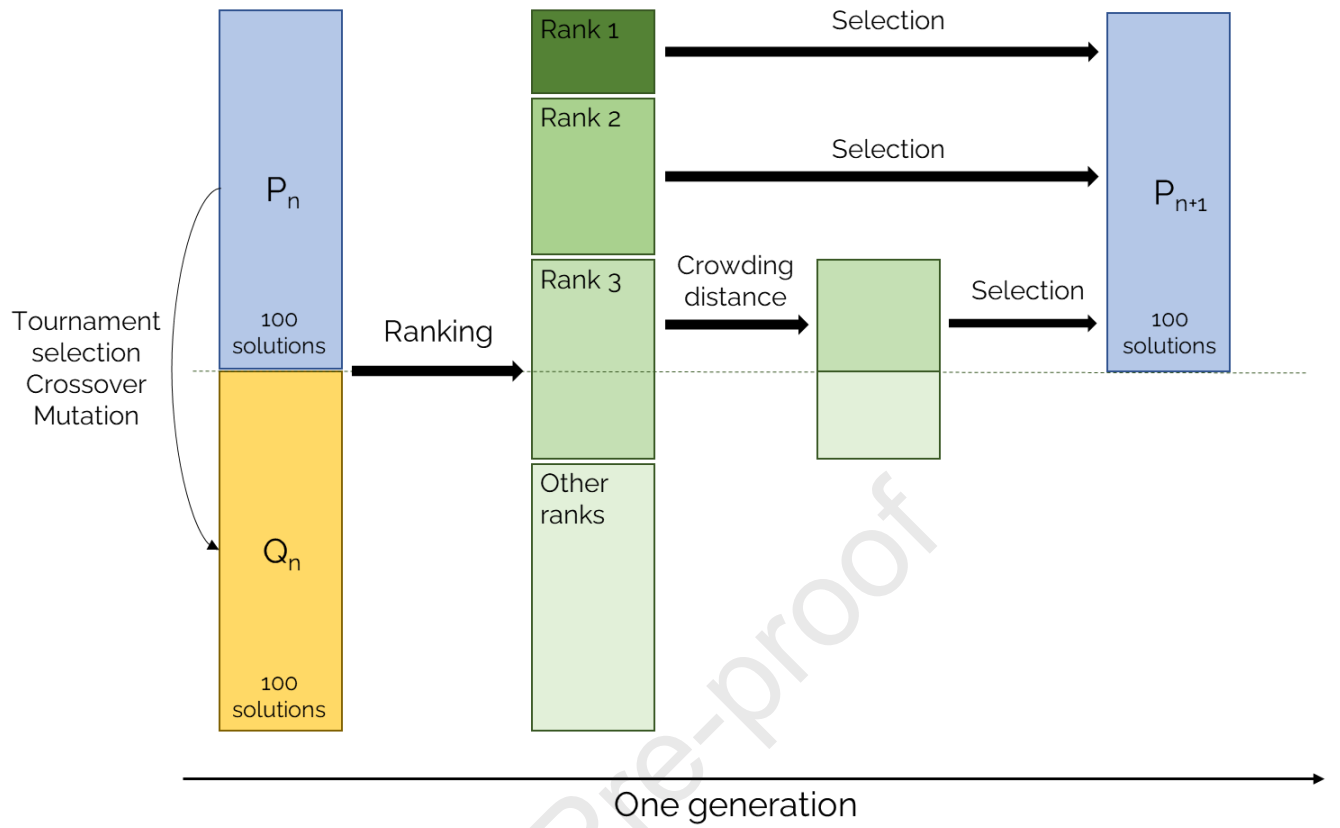 Rank 1
Selection
Rank 2
Selection
Pn
Pn+1
Rank 3
Crowding
distance
Selection
Tournament
selection
Crossover
Mutation
100
solutions
Ranking
100
solutions
Other
ranks
Qn
100
solutions
Pre-proof
One generation